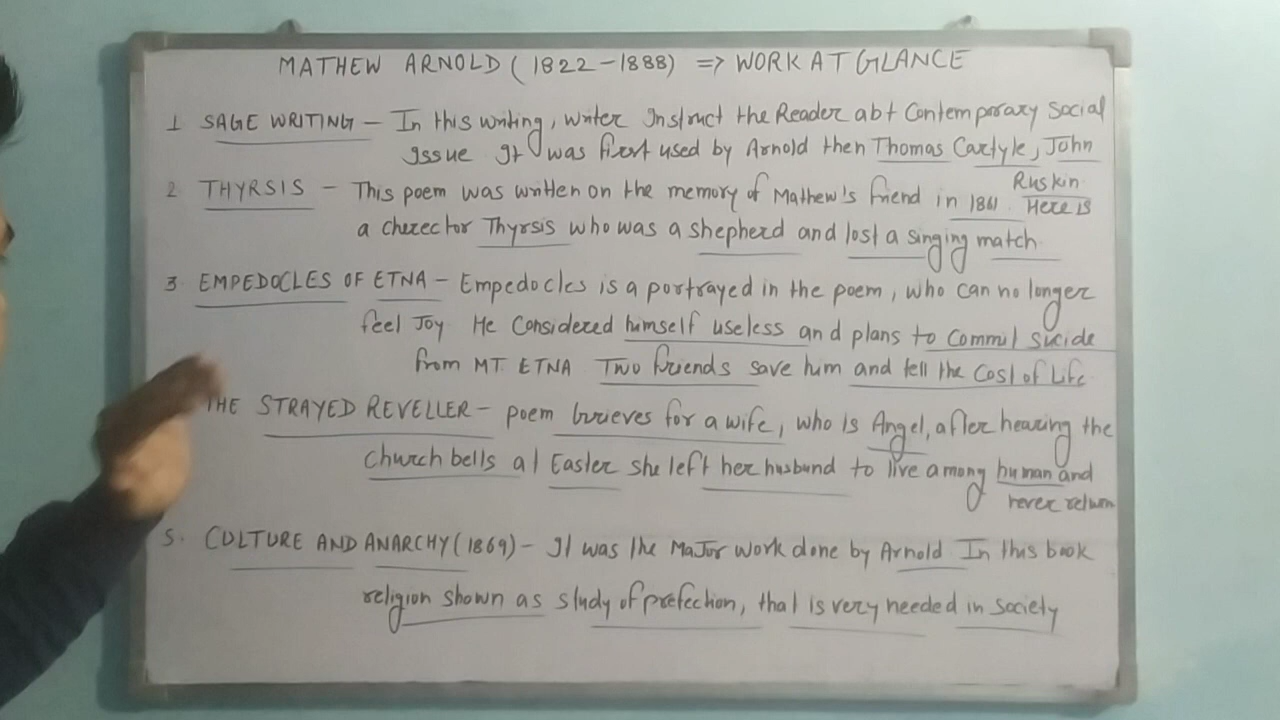 MATHEW ARNOLD (1822-1888) => WORK AT GLANCE
1 SAGE WRITING - In this writing, writer Instruct the Reader abt Contemporary Social
Issue It was first used by Arnold then Thomas Carlyle, John
Ruskin
2 THYRSIS - This poem was written on the memory of Mathew's friend in 1861 Here is
a cherector Thyrsis who was a shepherd and lost a singing match
3 EMPEDOCLES OF ETNA - Empedocles is a portrayed in the poem, who can no longer
feel Joy He Considered himself useless and plans to Commit Sucide
from MT ETNA Two friends save him and tell the Cost of Life
THE STRAYED REVELLER - poem brieves for a wife, who is Angel, after hearing the
church bells at Easter she left her husbend to live among human and
never return
5. CULTURE AND ANARCHY (1869) - It was the Major work done by Arnold In this book
religion shown as study of prefection, that is very needed in society